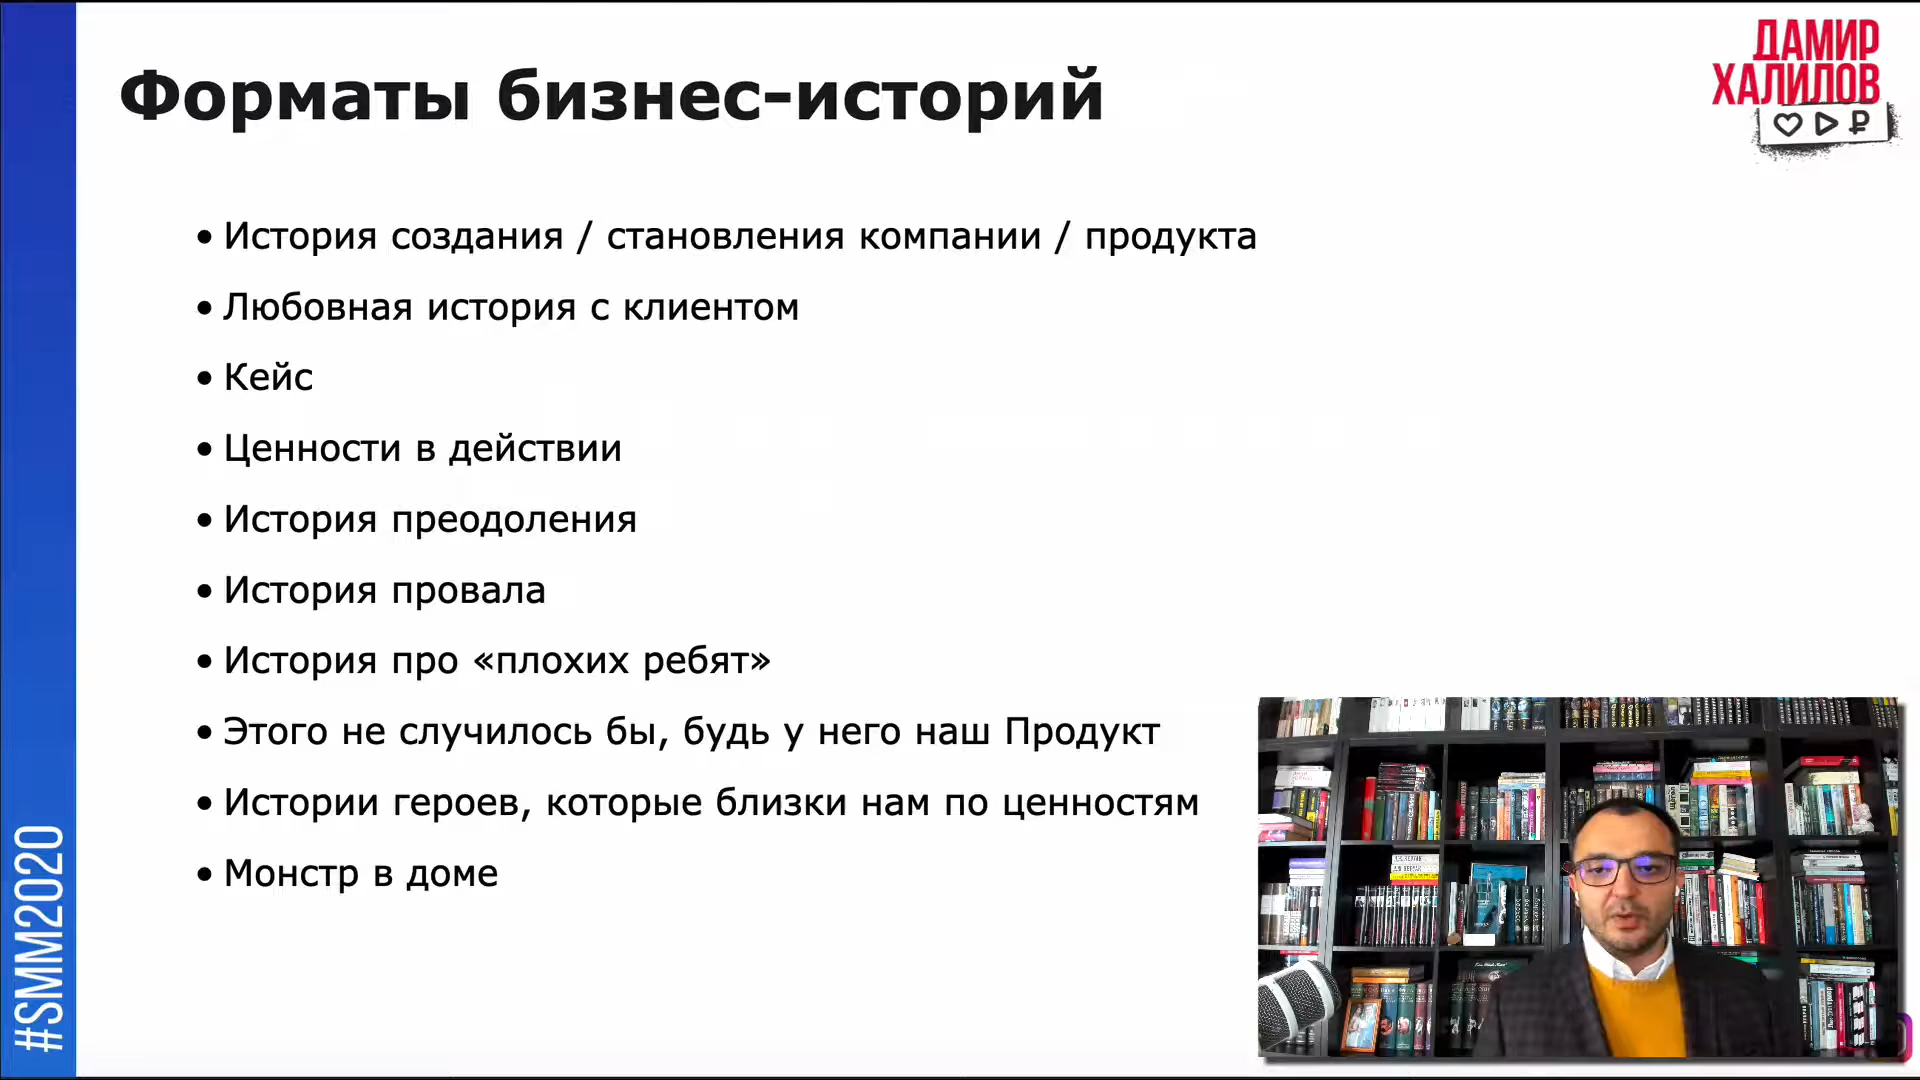 Форматы бизнес-историй
ДАМИР
ХАЛИЛОВ
• История создания / становления компании / продукта
• Любовная история с клиентом
• Кейс
• Ценности в действии
• История преодоления
• История провала
• История про «плохих ребят»
• Этого не случилось бы, будь у него наш Продукт
• Истории героев, которые близки нам по ценностям
• Монстр в доме
#SMM2020